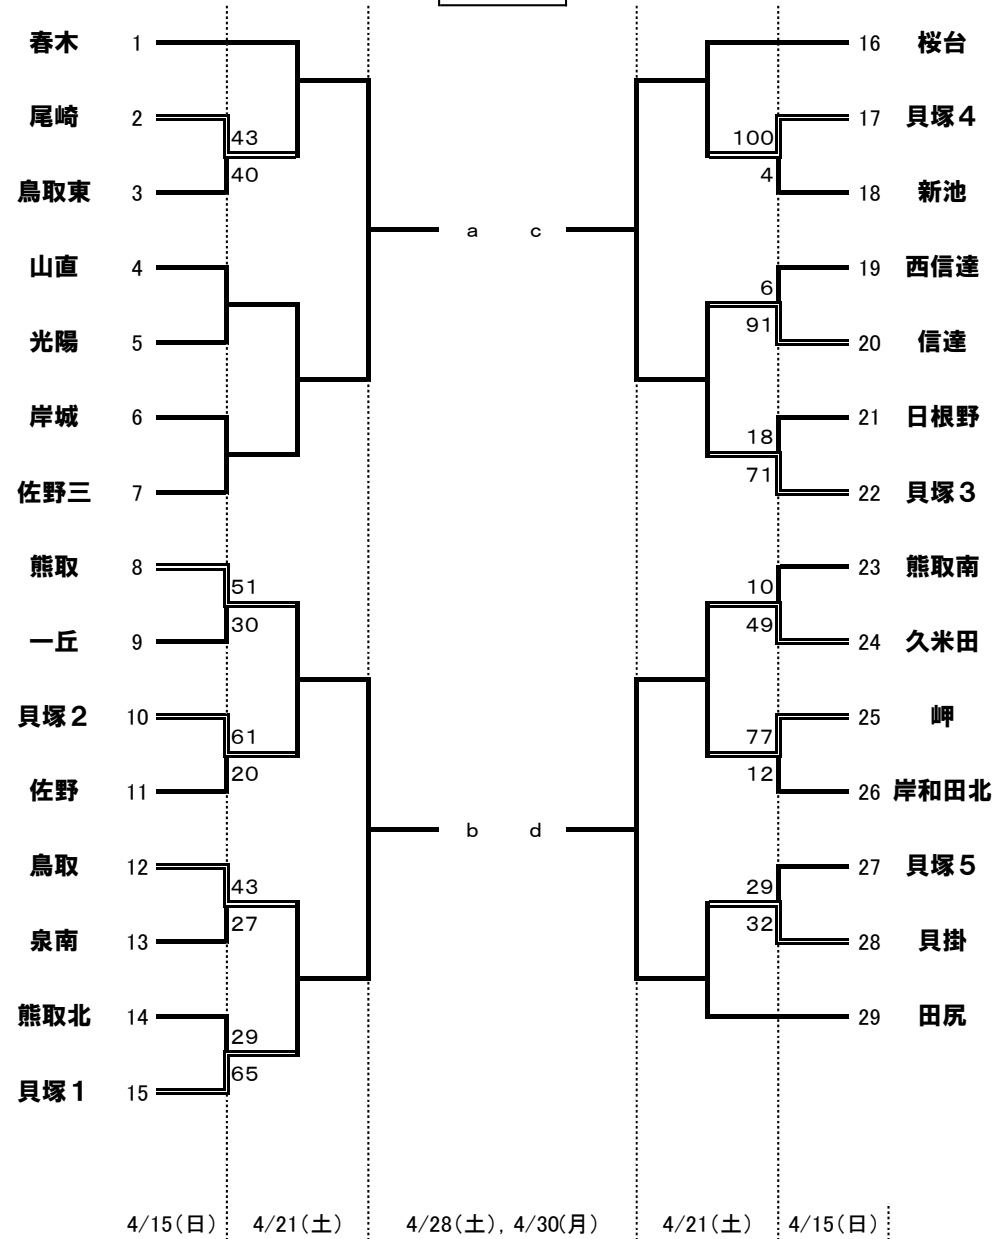 春木 1
尾崎 2
43
40
鳥取東 3
山直 4
光陽 5
岸城 6
佐野三 7
熊取 8
51
30
一丘 9
貝塚２ 10
61
20
佐野 11
鳥取 12
43
27
泉南 13
熊取北 14
29
65
貝塚１ 15
a c
b d
16 桜台
17 貝塚４
100
4
18 新池
19 西信達
6
91
20 信達
21 日根野
18
71
22 貝塚３
23 熊取南
10
49
24 久米田
25 岬
77
12
26 岸和田北
27 貝塚５
29
32
28 貝掛
29 田尻
4/15(日) 4/21(土) 4/28(土), 4/30(月) 4/21(土) 4/15(日)